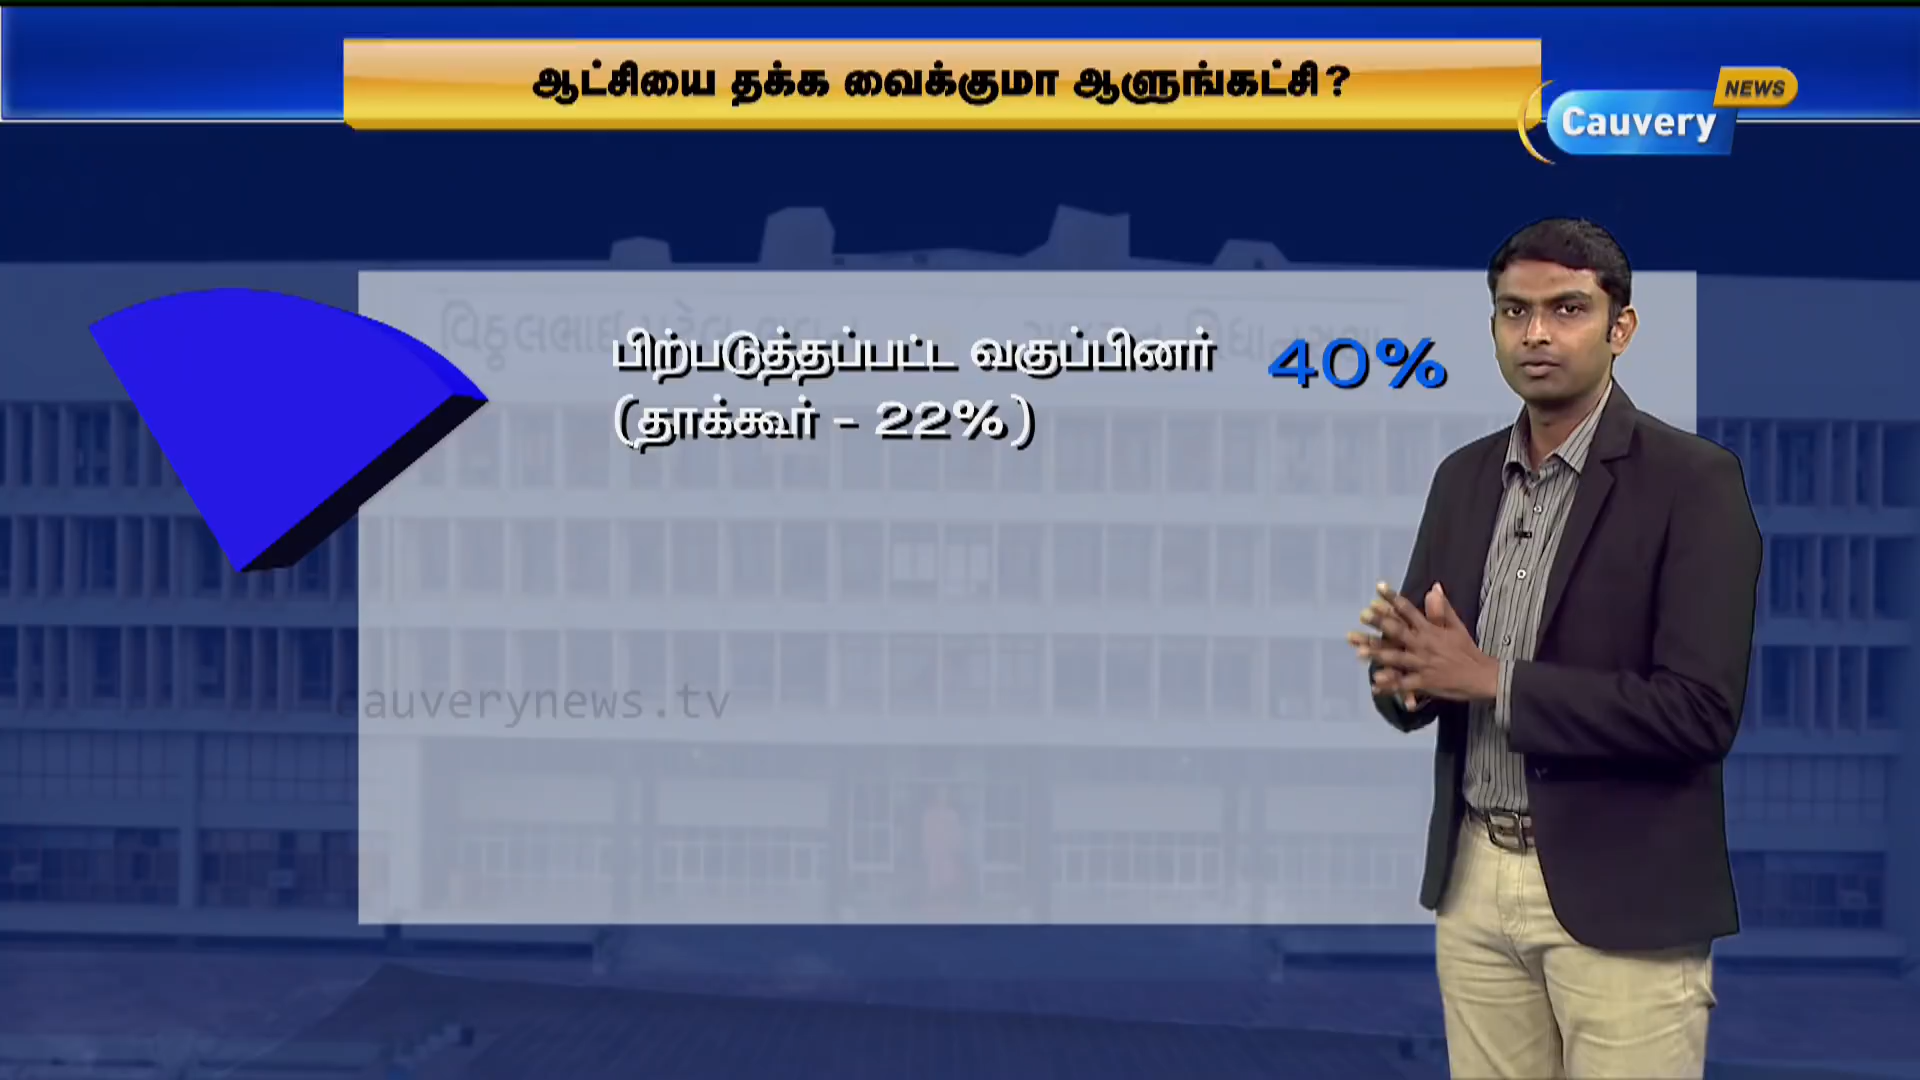 ஆட்சியை தக்க வைக்குமா ஆளுங்கட்சி?
NEWS
Cauvery
பிற்படுத்தப்பட்ட வகுப்பினர் 40%
(தாக்கூர் - 22%)
cauverynews.tv